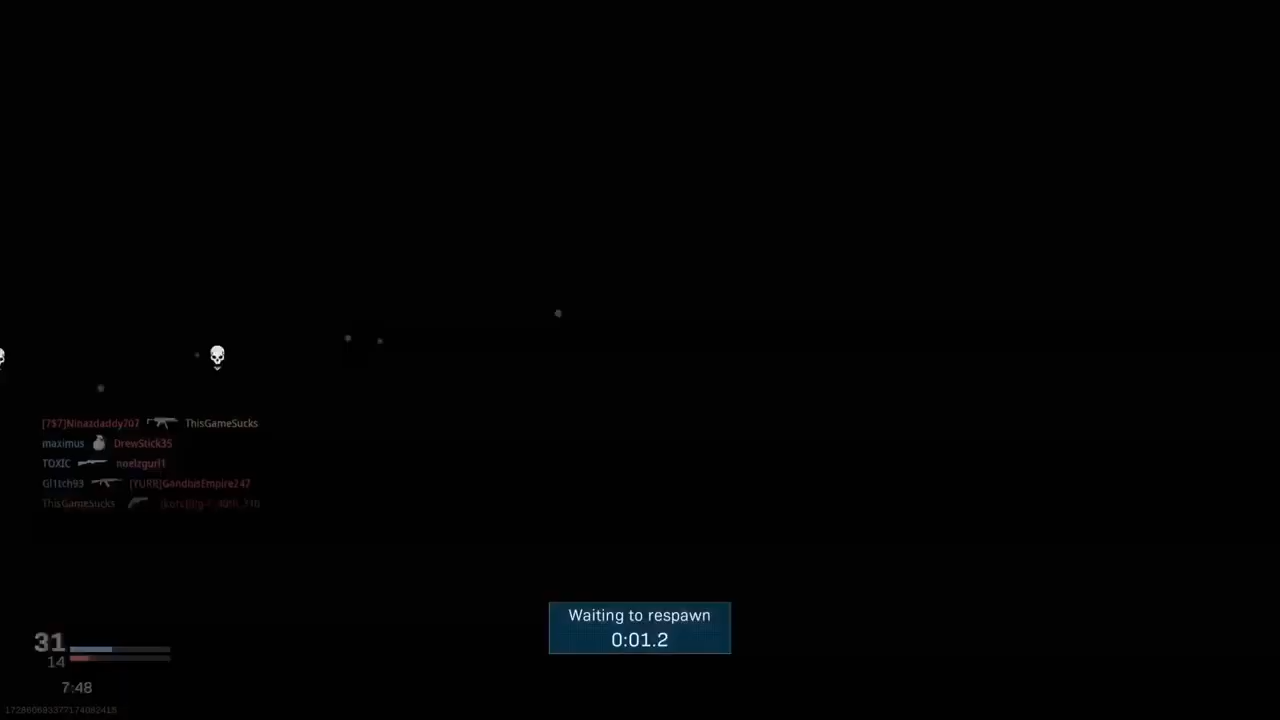 [7$7]Ninazdaddy707 ThisGameSucks
maximus DrewStick35
TOXIC noelzgurl1
Gl1tch93 [YURR]GondiusEmpire247
ThisGameSucks
Waiting to respawn
0:01.2
31
14
7:48